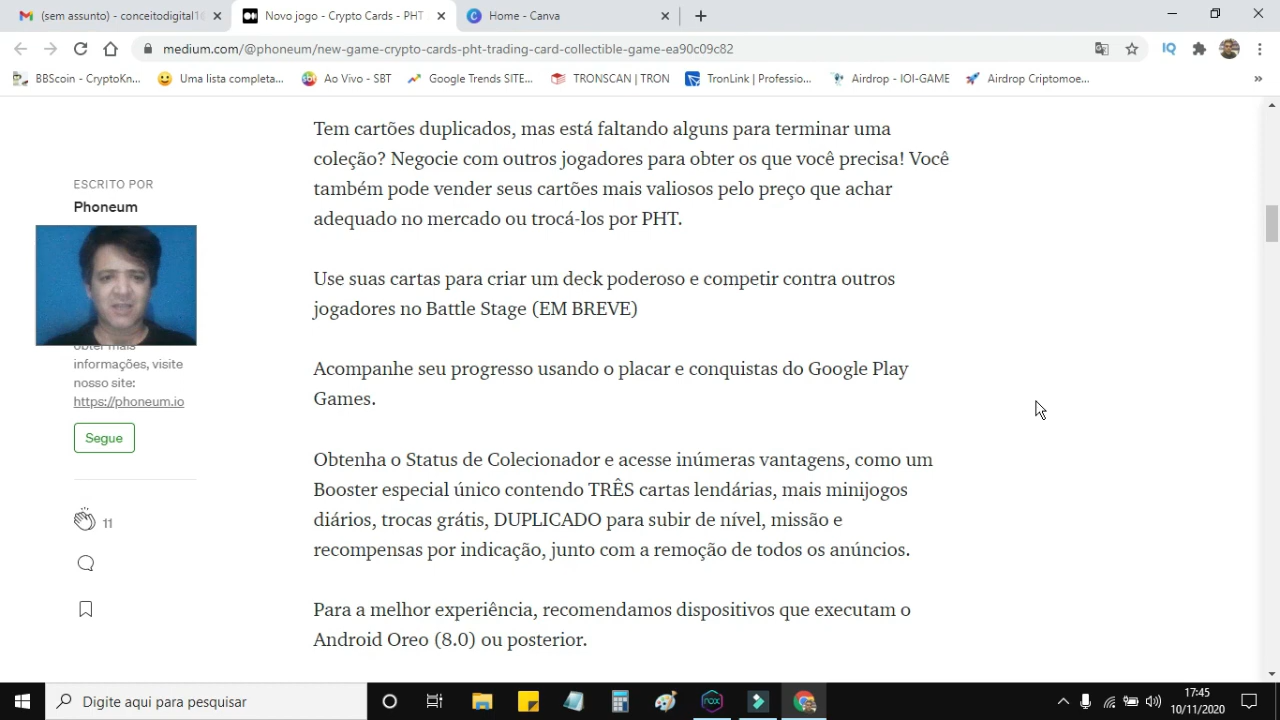 (sem assunto) - conceitodigital16
Novo jogo - Crypto Cards - PHT
Home - Canva
medium.com/@phoneum/new-game-crypto-cards-pht-trading-card-collectible-game-ea90c09c82
BBScoin - CryptoKn...
Uma lista completa...
Ao Vivo - SBT
Google Trends SITE...
TRONSCAN | TRON
TronLink | Professio...
Airdrop - IOI-GAME
Airdrop Criptomoe...
ESCRITO POR
Phoneum
obter mais
informações, visite
nosso site:
https://phoneum.io
Segue
11
Tem cartões duplicados, mas está faltando alguns para terminar uma
coleção? Negocie com outros jogadores para obter os que você precisa! Você
também pode vender seus cartões mais valiosos pelo preço que achar
adequado no mercado ou trocá-los por PHT.
Use suas cartas para criar um deck poderoso e competir contra outros
jogadores no Battle Stage (EM BREVE)
Acompanhe seu progresso usando o placar e conquistas do Google Play
Games.
Obtenha o Status de Colecionador e acesse inúmeras vantagens, como um
Booster especial único contendo TRÊS cartas lendárias, mais minijogos
diários, trocas grátis, DUPLICADO para subir de nível, missão e
recompensas por indicação, junto com a remoção de todos os anúncios.
Para a melhor experiência, recomendamos dispositivos que executam o
Android Oreo (8.0) ou posterior.
Digite aqui para pesquisar
nox
17:45
10/11/2020